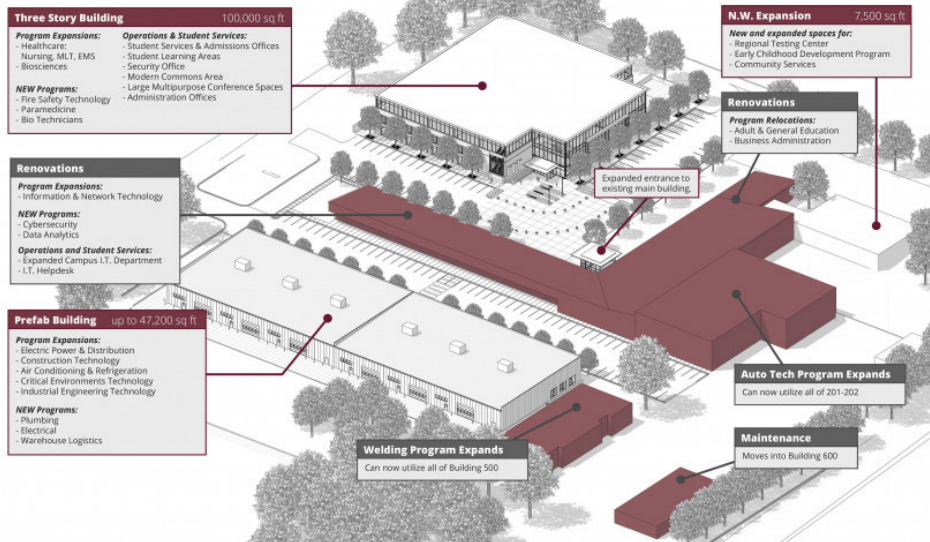 Three Story Building 100,000 sq ft
Program Expansions:
- Healthcare:
Nursing, MLT, EMS
- Biosciences
NEW Programs:
- Fire Safety Technology
- Paramedicine
- Bio Technicians
Operations & Student Services:
- Student Services & Admissions Offices
- Student Learning Areas
- Security Office
- Modern Commons Area
- Large Multipurpose Conference Spaces
- Administration Offices
N.W. Expansion 7,500 sq ft
New and expanded spaces for:
- Regional Testing Center
- Early Childhood Development Program
- Community Services
Renovations
Program Relocations:
- Adult & General Education
- Business Administration
Expanded entrance to
existing main building.
Renovations
Program Expansions:
- Information & Network Technology
NEW Programs:
- Cybersecurity
- Data Analytics
Operations and Student Services:
- Expanded Campus I.T. Department
- I.T. Helpdesk
Prefab Building up to 47,200 sq ft
Program Expansions:
- Electric Power & Distribution
- Construction Technology
- Air Conditioning & Refrigeration
- Critical Environments Technology
- Industrial Engineering Technology
NEW Programs:
- Plumbing
- Electrical
- Warehouse Logistics
Auto Tech Program Expands
Can now utilize all of 201-202
Welding Program Expands
Can now utilize all of Building 500
Maintenance
Moves into Building 600